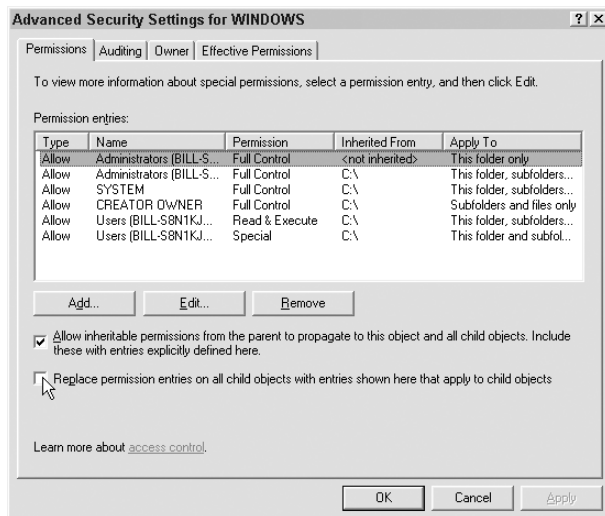 Advanced Security Settings for WINDOWS
Permissions Auditing Owner Effective Permissions
To view more information about special permissions, select a permission entry, and then click Edit.
Permission entries:
Type Name Permission Inherited From Apply To
Allow Administrators (BILL-S... Full Control <not inherited> This folder only
Allow Administrators (BILL-S... Full Control C:\ This folder, subfolders...
Allow SYSTEM Full Control C:\ This folder, subfolders...
Allow CREATOR OWNER Full Control C:\ Subfolders and files only
Allow Users (BILL-S8N1KJ... Read & Execute C:\ This folder, subfolders...
Allow Users (BILL-S8N1KJ... Special C:\ This folder and subfol...
Add... Edit... Remove
Allow inheritable permissions from the parent to propagate to this object and all child objects. Include
these with entries explicitly defined here.
Replace permission entries on all child objects with entries shown here that apply to child objects
Learn more about access control.
OK Cancel Apply